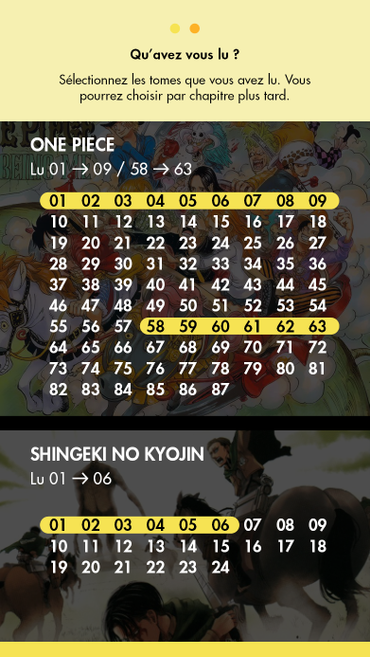 Qu'avez vous lu ?
Sélectionnez les tomes que vous avez lu. Vous
pourrez choisir par chapitre plus tard.
ONE PIECE
Lu 01 → 09 / 58 → 63
01 02 03 04 05 06 07 08 09
10 11 12 13 14 15 16 17 18
19 20 21 22 23 24 25 26 27
28 29 30 31 32 33 34 35 36
37 38 39 40 41 42 43 44 45
46 47 48 49 50 51 52 53 54
55 56 57 58 59 60 61 62 63
64 65 66 67 68 69 70 71 72
73 74 75 76 77 78 79 80 81
82 83 84 85 86 87
SHINGEKI NO KYOJIN
Lu 01 → 06
01 02 03 04 05 06 07 08 09
10 11 12 13 14 15 16 17 18
19 20 21 22 23 24